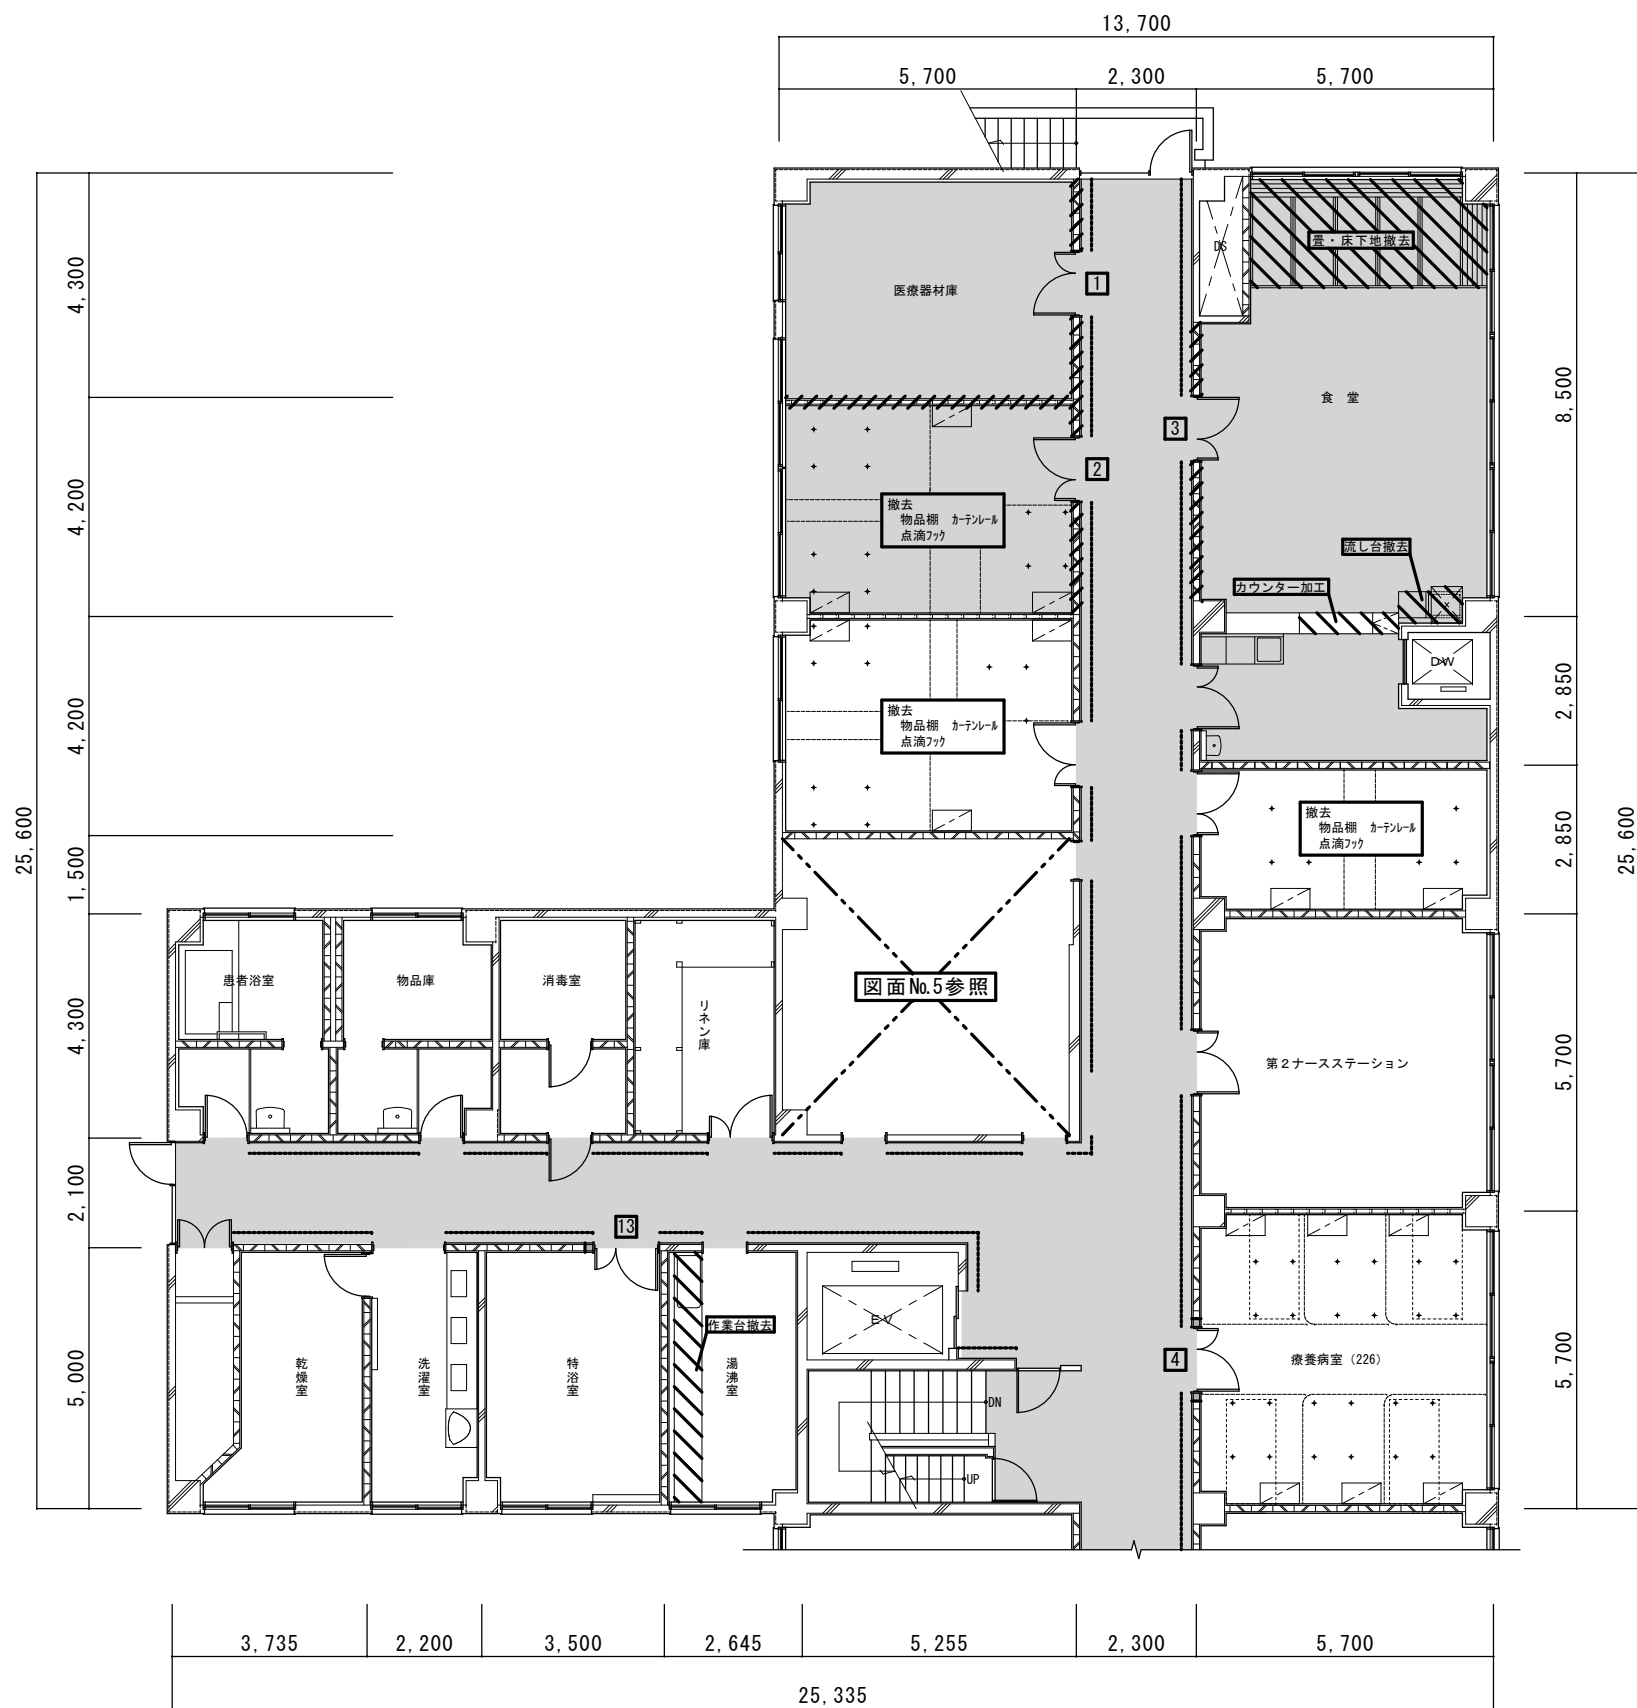 13,700
5,700
2,300
5,700
4,300
4,200
4,200
1,500
4,300
2,100
5,000
25,600
8,500
2,850
2,850
5,700
5,700
25,600
医療器材庫
1
DS
畳・床下地撤去
食 堂
3
2
撤去
物品棚 カーテンレール
点滴フック
流し台撤去
カウンター加工
DW
撤去
物品棚 カーテンレール
点滴フック
撤去
物品棚 カーテンレール
点滴フック
図面№5参照
患者浴室
物品庫
消毒室
リネン庫
第2ナースステーション
13
作業台撤去
E・V
4
療養病室(226)
乾燥室
洗濯室
特浴室
湯沸室
DN
UP
3,735
2,200
3,500
2,645
5,255
2,300
5,700
25,335